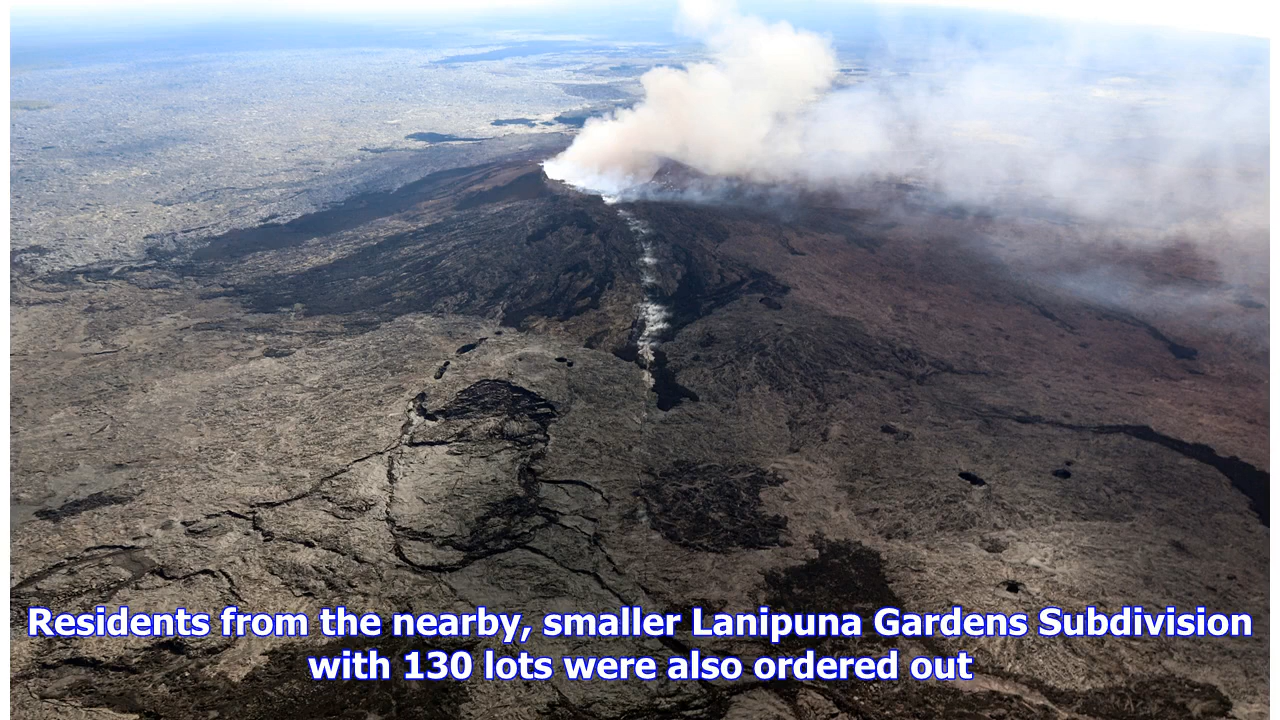 Residents from the nearby, smaller Lanipuna Gardens Subdivision
with 130 lots were also ordered out